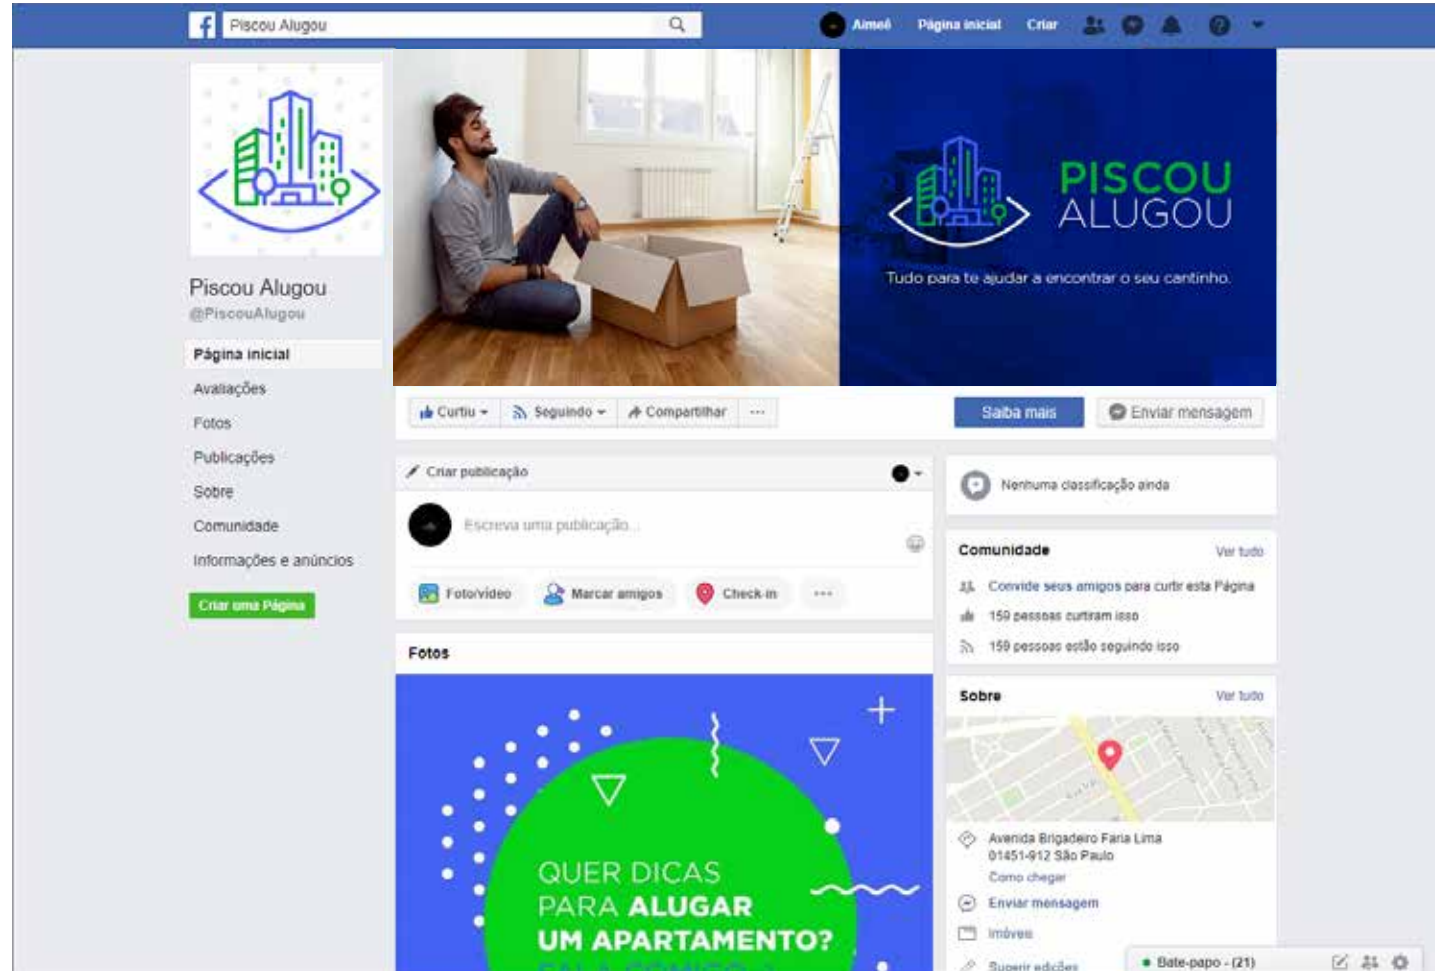 Piscou Alugou
Aimeê
Página inicial
Criar
PISCOU
ALUGOU
Tudo para te ajudar a encontrar o seu cantinho.
Piscou Alugou
@PiscouAlugou
Página inicial
Avaliações
Fotos
Publicações
Sobre
Comunidade
Informações e anúncios
Criar uma Página
Curtiu
Seguindo
Compartilhar
Saiba mais
Enviar mensagem
Criar publicação
Escreva uma publicação...
Foto/vídeo
Marcar amigos
Check-in
Fotos
QUER DICAS
PARA ALUGAR
UM APARTAMENTO?
Nenhuma classificação ainda
Comunidade
Ver tudo
Convide seus amigos para curtir esta Página
159 pessoas curtiram isso
159 pessoas estão seguindo isso
Sobre
Ver tudo
Avenida Brigadeiro Faria Lima
01451-912 São Paulo
Como chegar
Enviar mensagem
Imóveis
Sugerir edições
Bate-papo - (21)